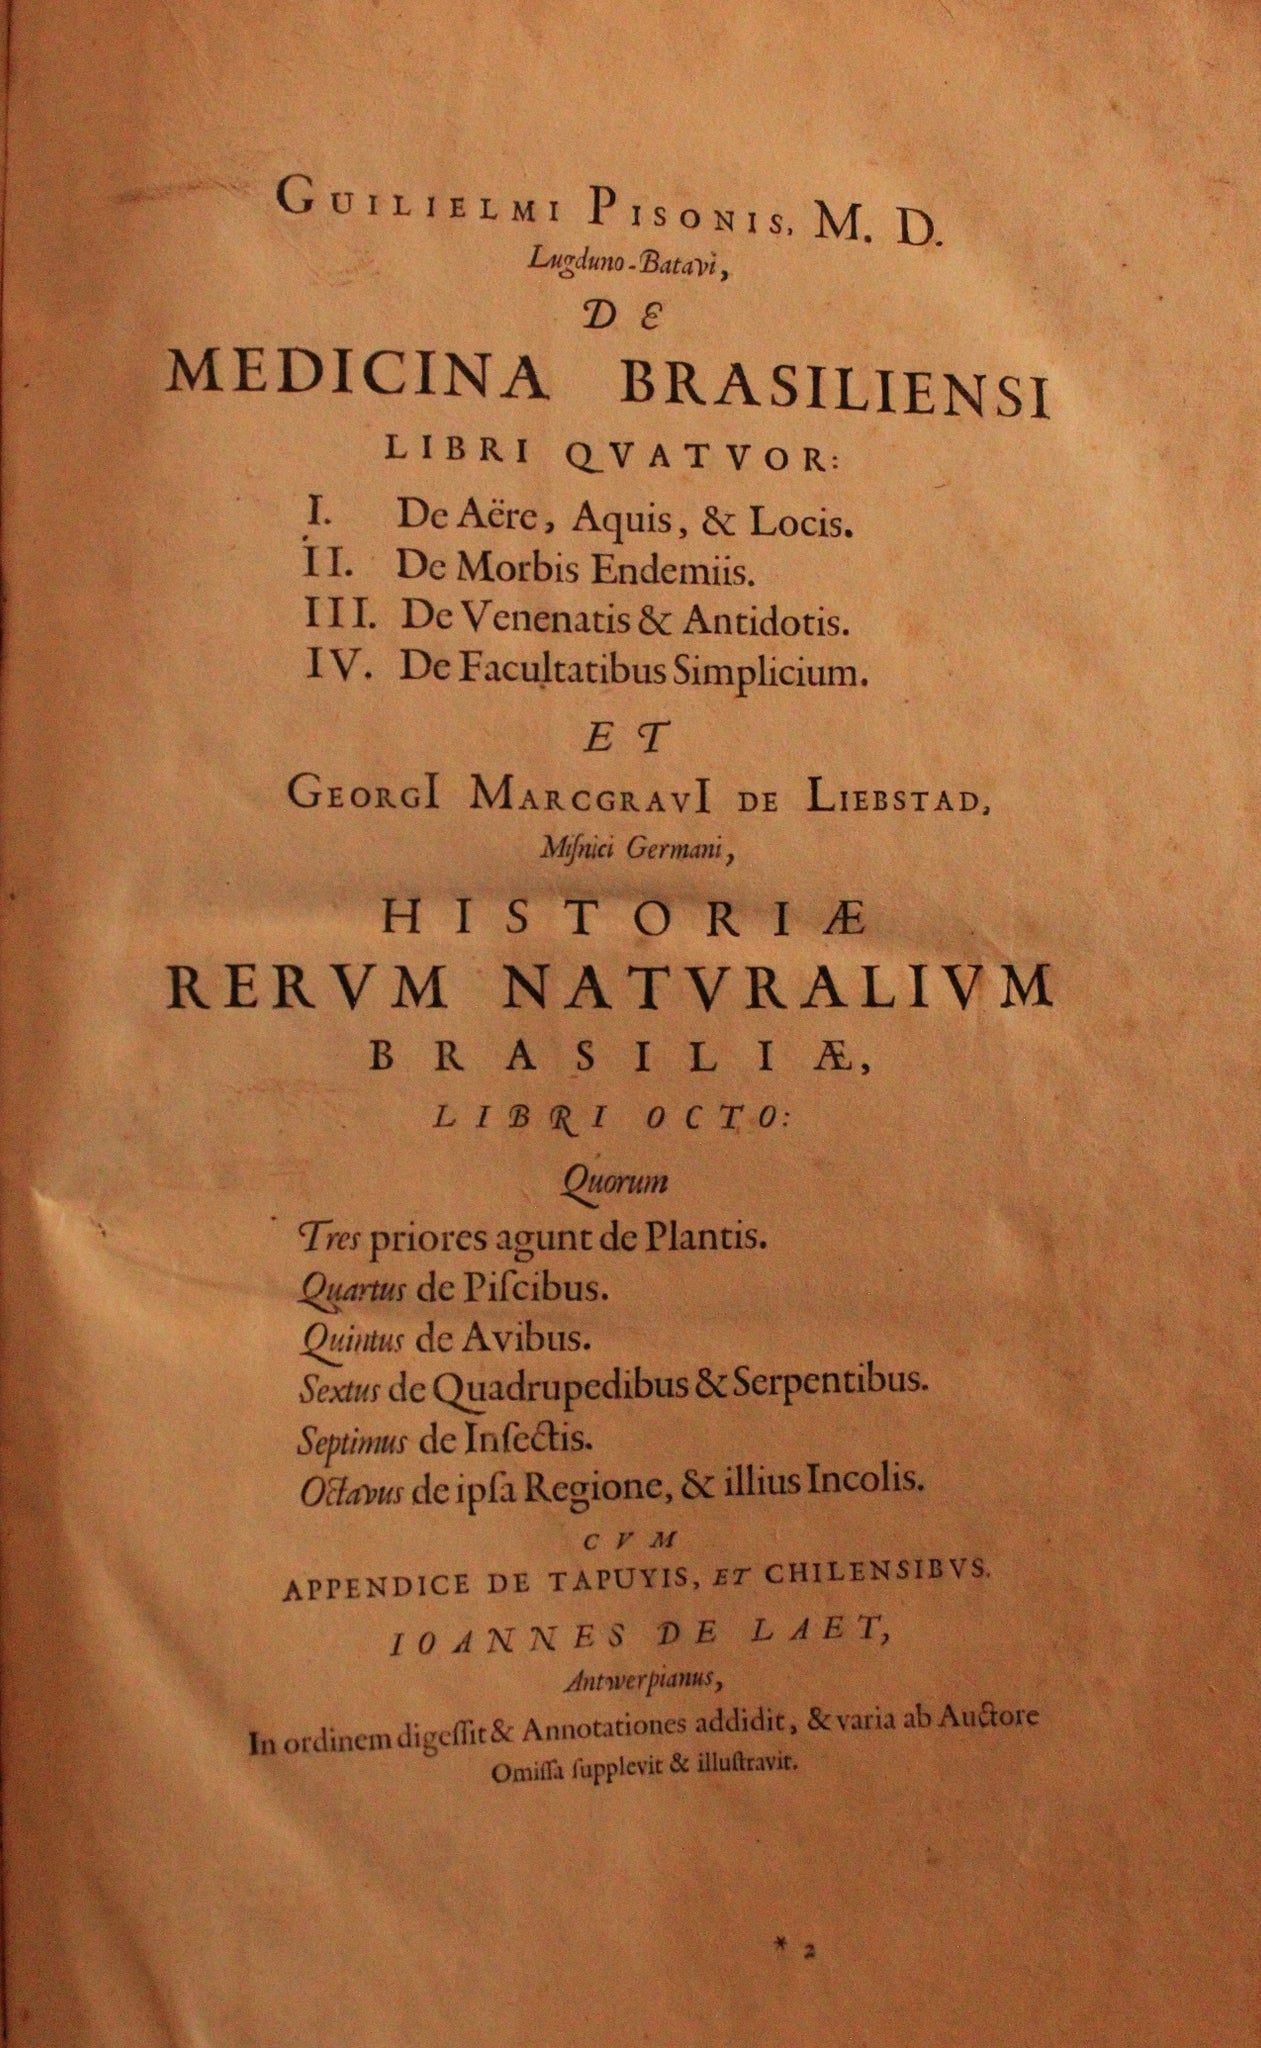 GUILIELMI PISONIS, M. D.
Lugduno-Batavi,
DE
MEDICINA BRASILIENSI
LIBRI QVATVOR:
I. De Aëre, Aquis, & Locis.
II. De Morbis Endemiis.
III. De Venenatis & Antidotis.
IV. De Facultatibus Simplicium.
ET
GEORGI MARCGRAVI DE LIEBSTAD,
Miſnici Germani,
HISTORIÆ
RERVM NATVRALIVM
BRASILIÆ,
LIBRI OCTO:
Quorum
Tres priores agunt de Plantis.
Quartus de Piſcibus.
Quintus de Avibus.
Sextus de Quadrupedibus & Serpentibus.
Septimus de Inſectis.
Octavus de ipſa Regione, & illius Incolis.
CVM
APPENDICE DE TAPUYIS, ET CHILENSIBVS.
IOANNES DE LAET,
Antwerpianus,
In ordinem digeſſit & Annotationes addidit, & varia ab Auctore
Omiſſa ſupplevit & illuſtravit.
* 2